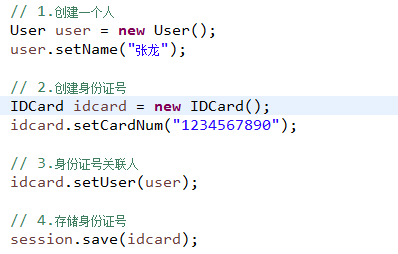 // 1.创建一个人
User user = new User();
user.setName("张龙");
// 2.创建身份证号
IDCard idcard = new IDCard();
idcard.setCardNum("1234567890");
// 3.身份证号关联人
idcard.setUser(user);
// 4.存储身份证号
session.save(idcard);